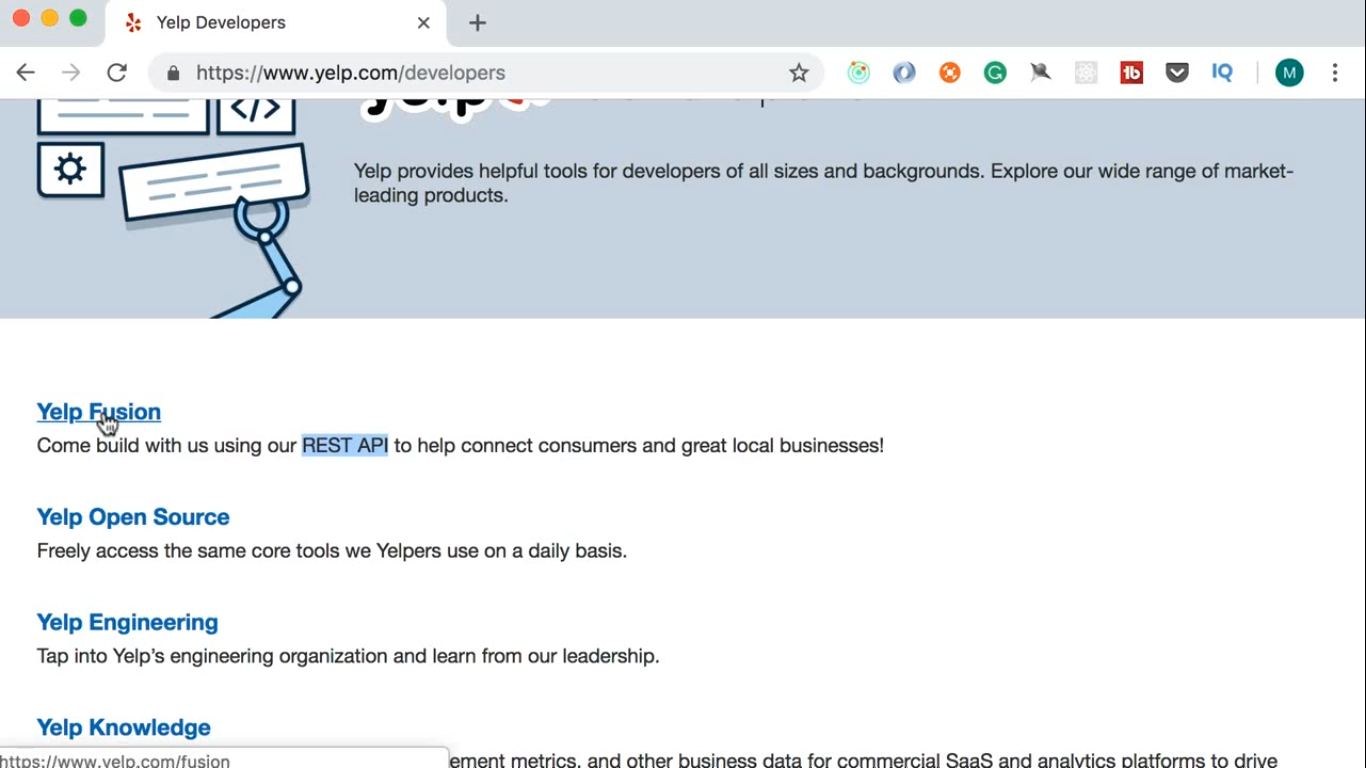 Yelp Developers
https://www.yelp.com/developers
M
IQ
yelp
Yelp provides helpful tools for developers of all sizes and backgrounds. Explore our wide range of market-
leading products.
Yelp Fusion
Come build with us using our REST API to help connect consumers and great local businesses!
Yelp Open Source
Freely access the same core tools we Yelpers use on a daily basis.
Yelp Engineering
Tap into Yelp's engineering organization and learn from our leadership.
Yelp Knowledge
https://www.yelp.com/fusion
ement metrics, and other business data for commercial SaaS and analytics platforms to drive